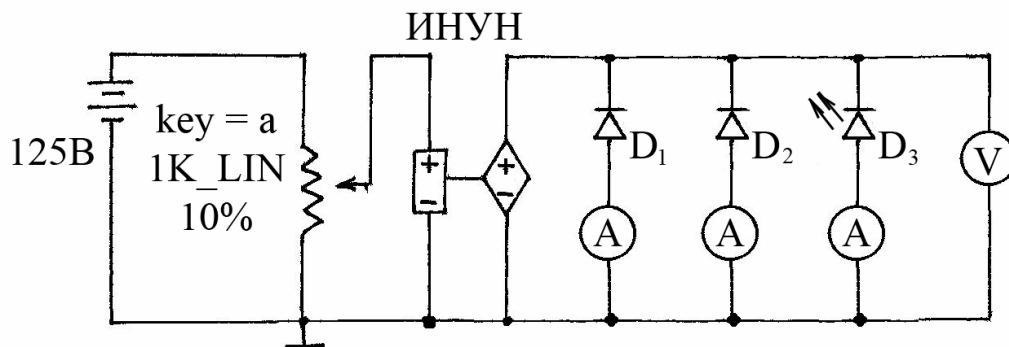 ИНУН
125В
key = a
1K_LIN
10%
+
-
+
-
D1
D2
D3
A
A
A
V